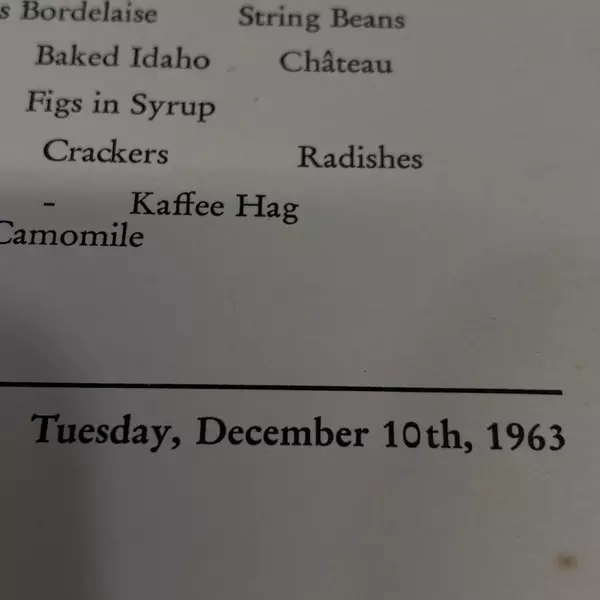 Bordelaise String Beans
Baked Idaho Château
Figs in Syrup
Crackers Radishes
- Kaffee Hag
Camomile
Tuesday, December 10th, 1963